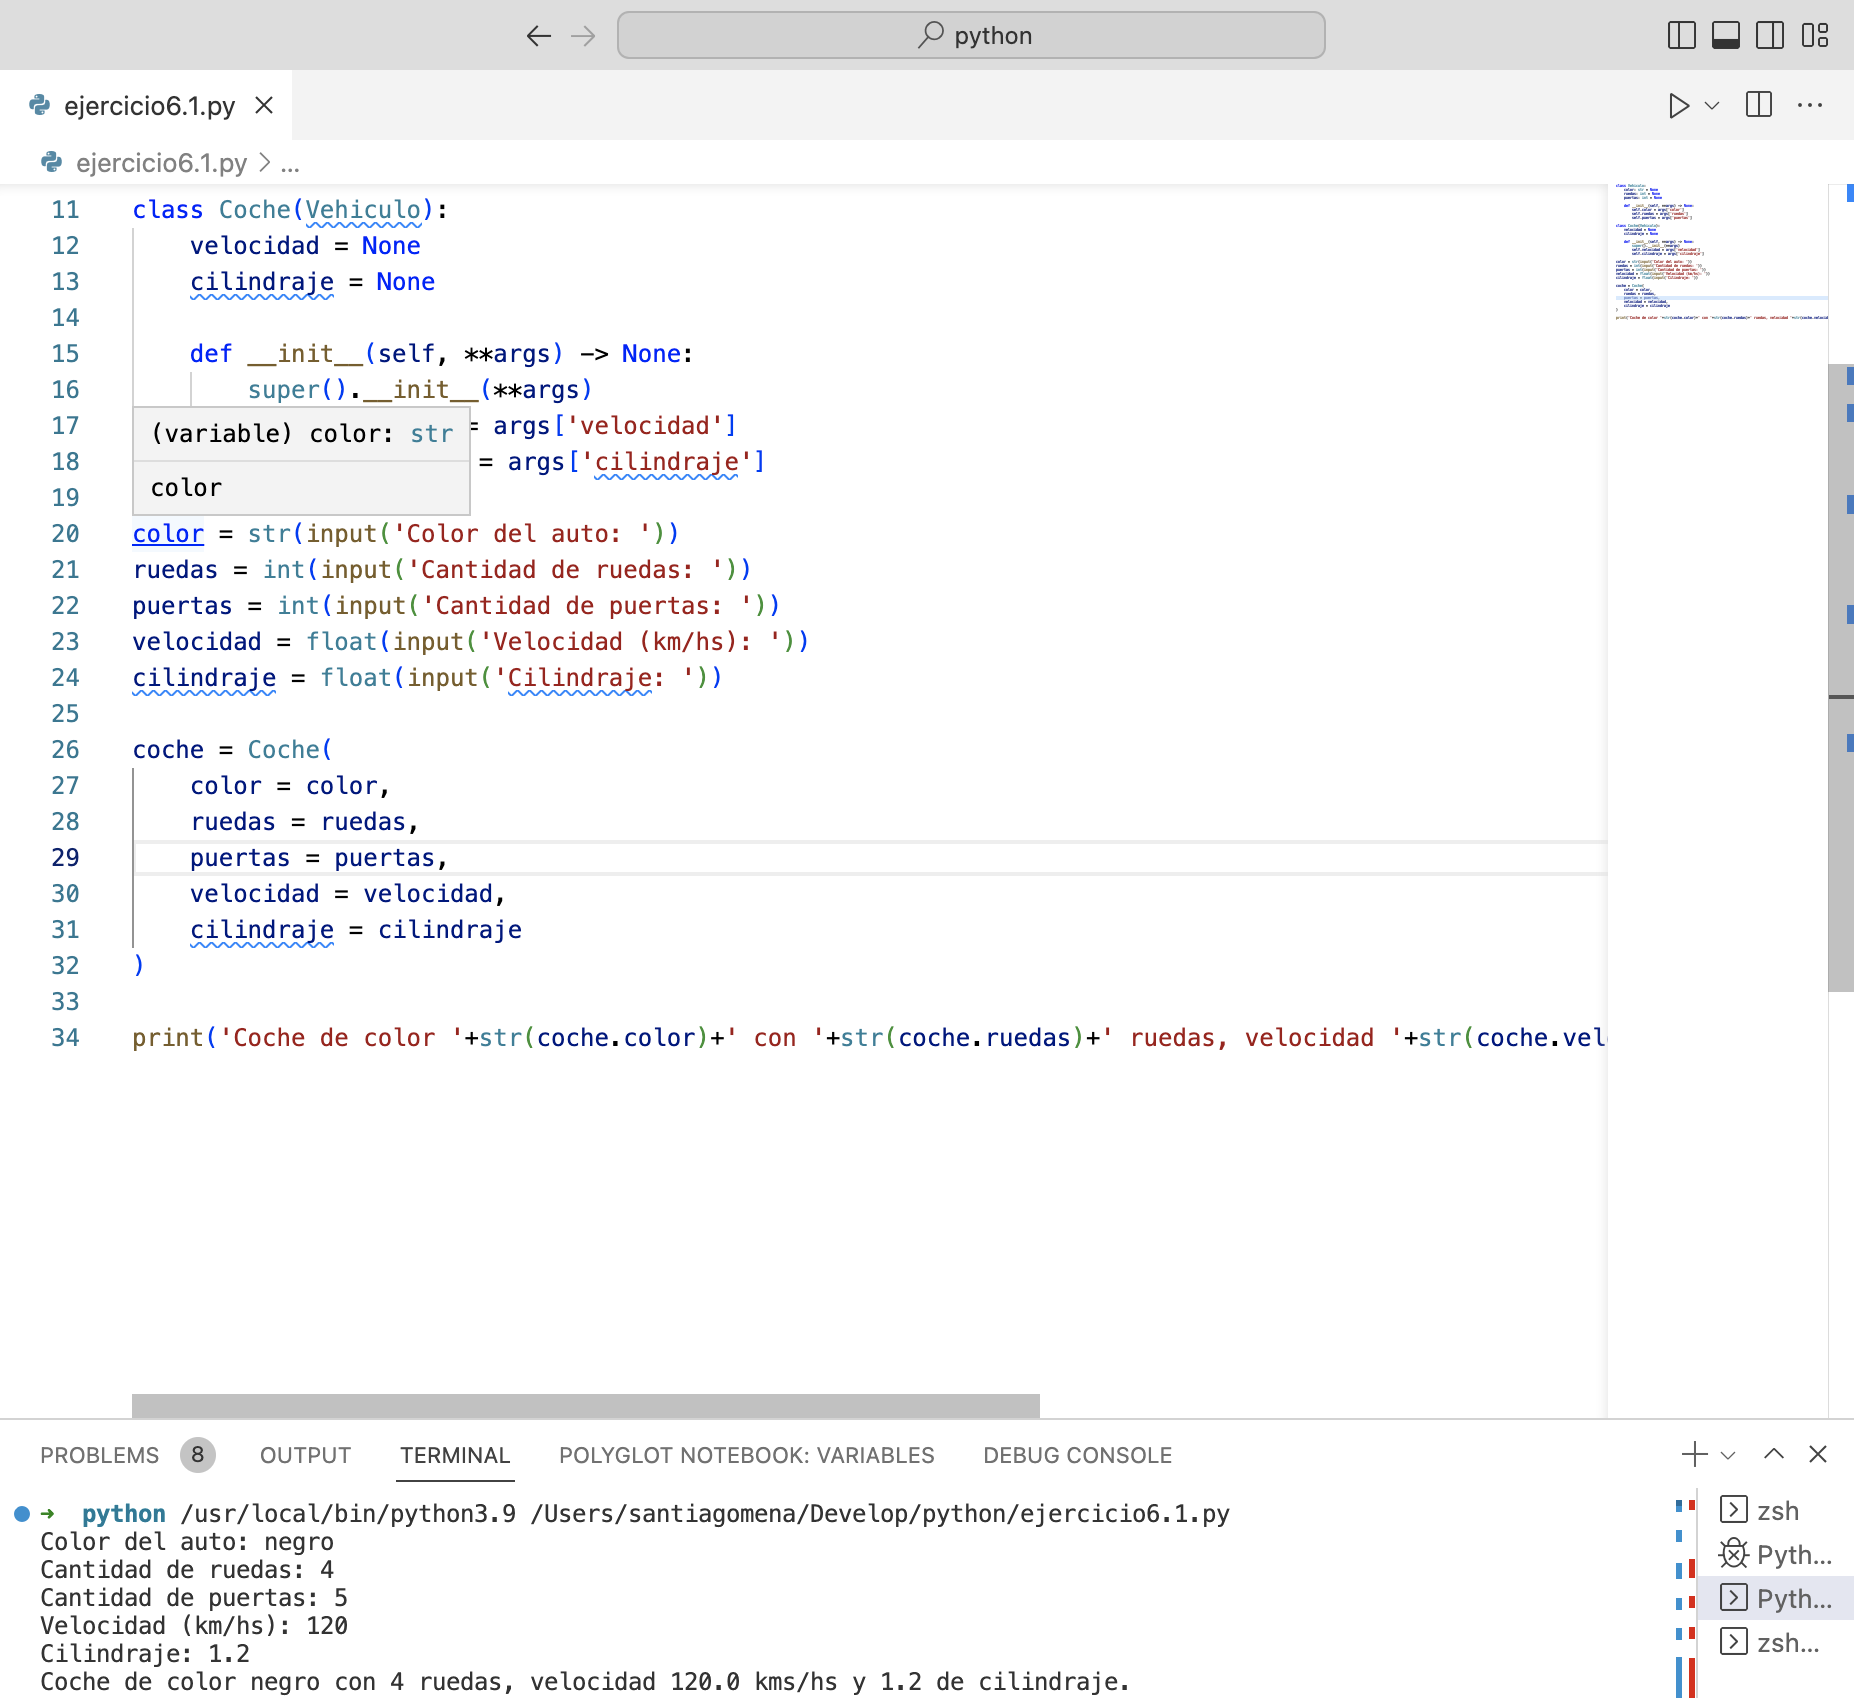 python
ejercicio6.1.py
ejercicio6.1.py > ...
11 class Coche(Vehiculo):
12 velocidad = None
13 cilindraje = None
14
15 def __init__(self, **args) -> None:
16 super().__init__(**args)
17 = args['velocidad']
18 = args['cilindraje']
(variable) color: str
color
19
20 color = str(input('Color del auto: '))
21 ruedas = int(input('Cantidad de ruedas: '))
22 puertas = int(input('Cantidad de puertas: '))
23 velocidad = float(input('Velocidad (km/hs): '))
24 cilindraje = float(input('Cilindraje: '))
25
26 coche = Coche(
27 color = color,
28 ruedas = ruedas,
29 puertas = puertas,
30 velocidad = velocidad,
31 cilindraje = cilindraje
32 )
33
34 print('Coche de color '+str(coche.color)+' con '+str(coche.ruedas)+' ruedas, velocidad '+str(coche.vel
PROBLEMS 8 OUTPUT TERMINAL POLYGLOT NOTEBOOK: VARIABLES DEBUG CONSOLE
➜ python /usr/local/bin/python3.9 /Users/santiagomena/Develop/python/ejercicio6.1.py
Color del auto: negro
Cantidad de ruedas: 4
Cantidad de puertas: 5
Velocidad (km/hs): 120
Cilindraje: 1.2
Coche de color negro con 4 ruedas, velocidad 120.0 kms/hs y 1.2 de cilindraje.
zsh
Pyth...
Pyth...
zsh...